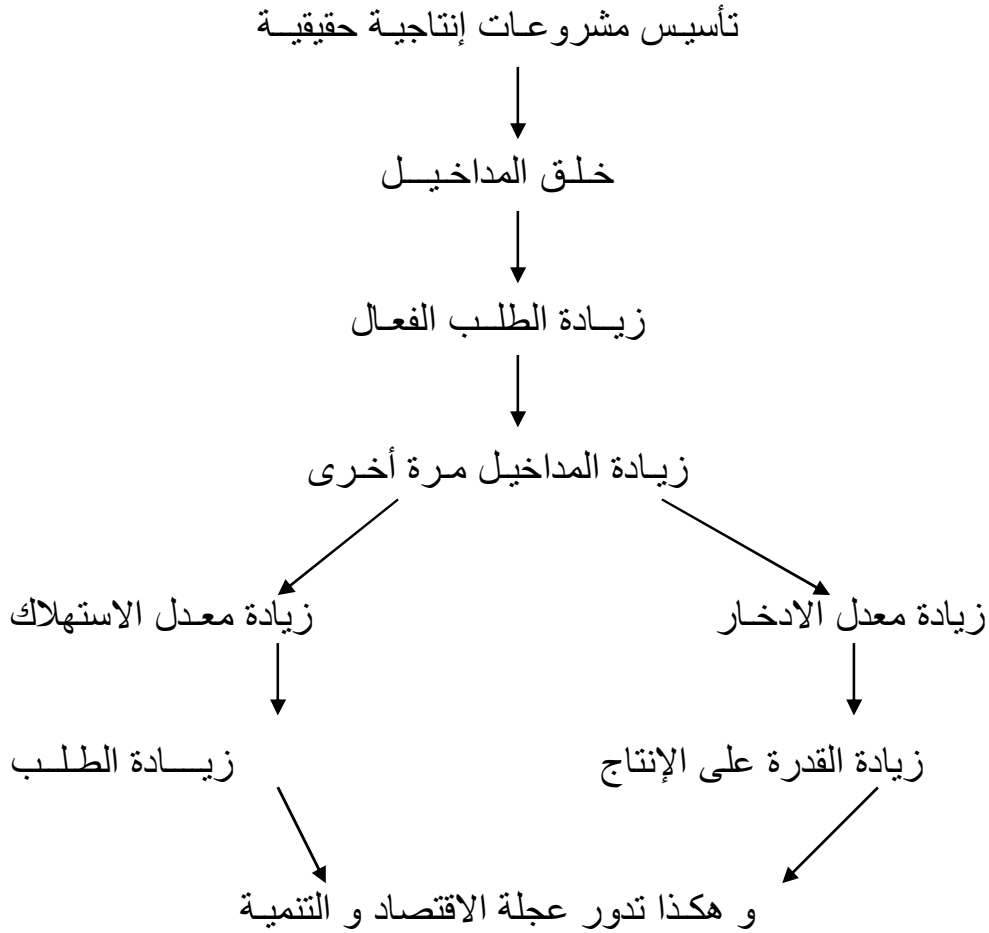 تأسيس مشروعات إنتاجية حقيقية
خلق المداخيل
زيادة الطلب الفعال
زيادة المداخيل مرة أخرى
زيادة معدل الادخار
زيادة معدل الاستهلاك
زيادة القدرة على الإنتاج
زيادة الطلب
و هكذا تدور عجلة الاقتصاد و التنمية